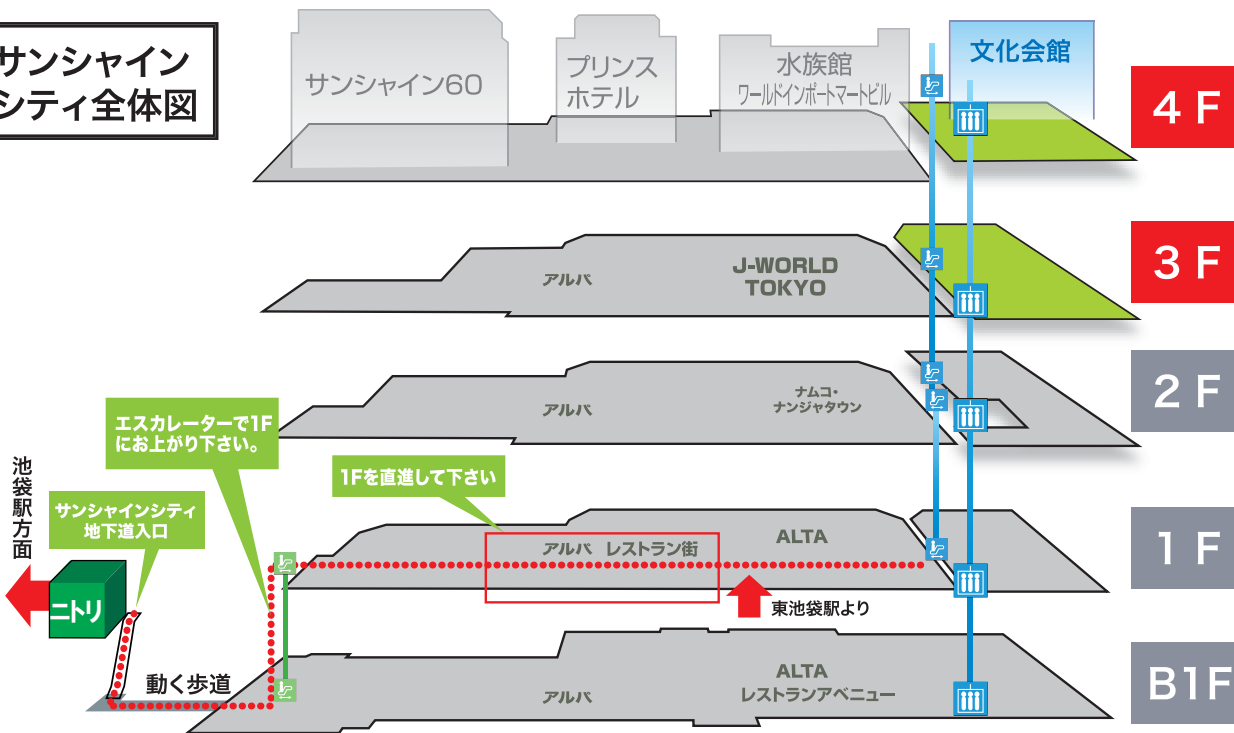 サンシャイン
シティ全体図
サンシャイン60
プリンス
ホテル
水族館
ワールドインポートマートビル
文化会館
4F
アルパ
J-WORLD
TOKYO
3F
アルパ
ナムコ・
ナンジャタウン
2F
エスカレーターで1F
にお上がり下さい。
1Fを直進して下さい
池袋駅方面
サンシャインシティ
地下道入口
ニトリ
アルパ レストラン街
ALTA
東池袋駅より
1F
動く歩道
アルパ
ALTA
レストランアベニュー
B1F